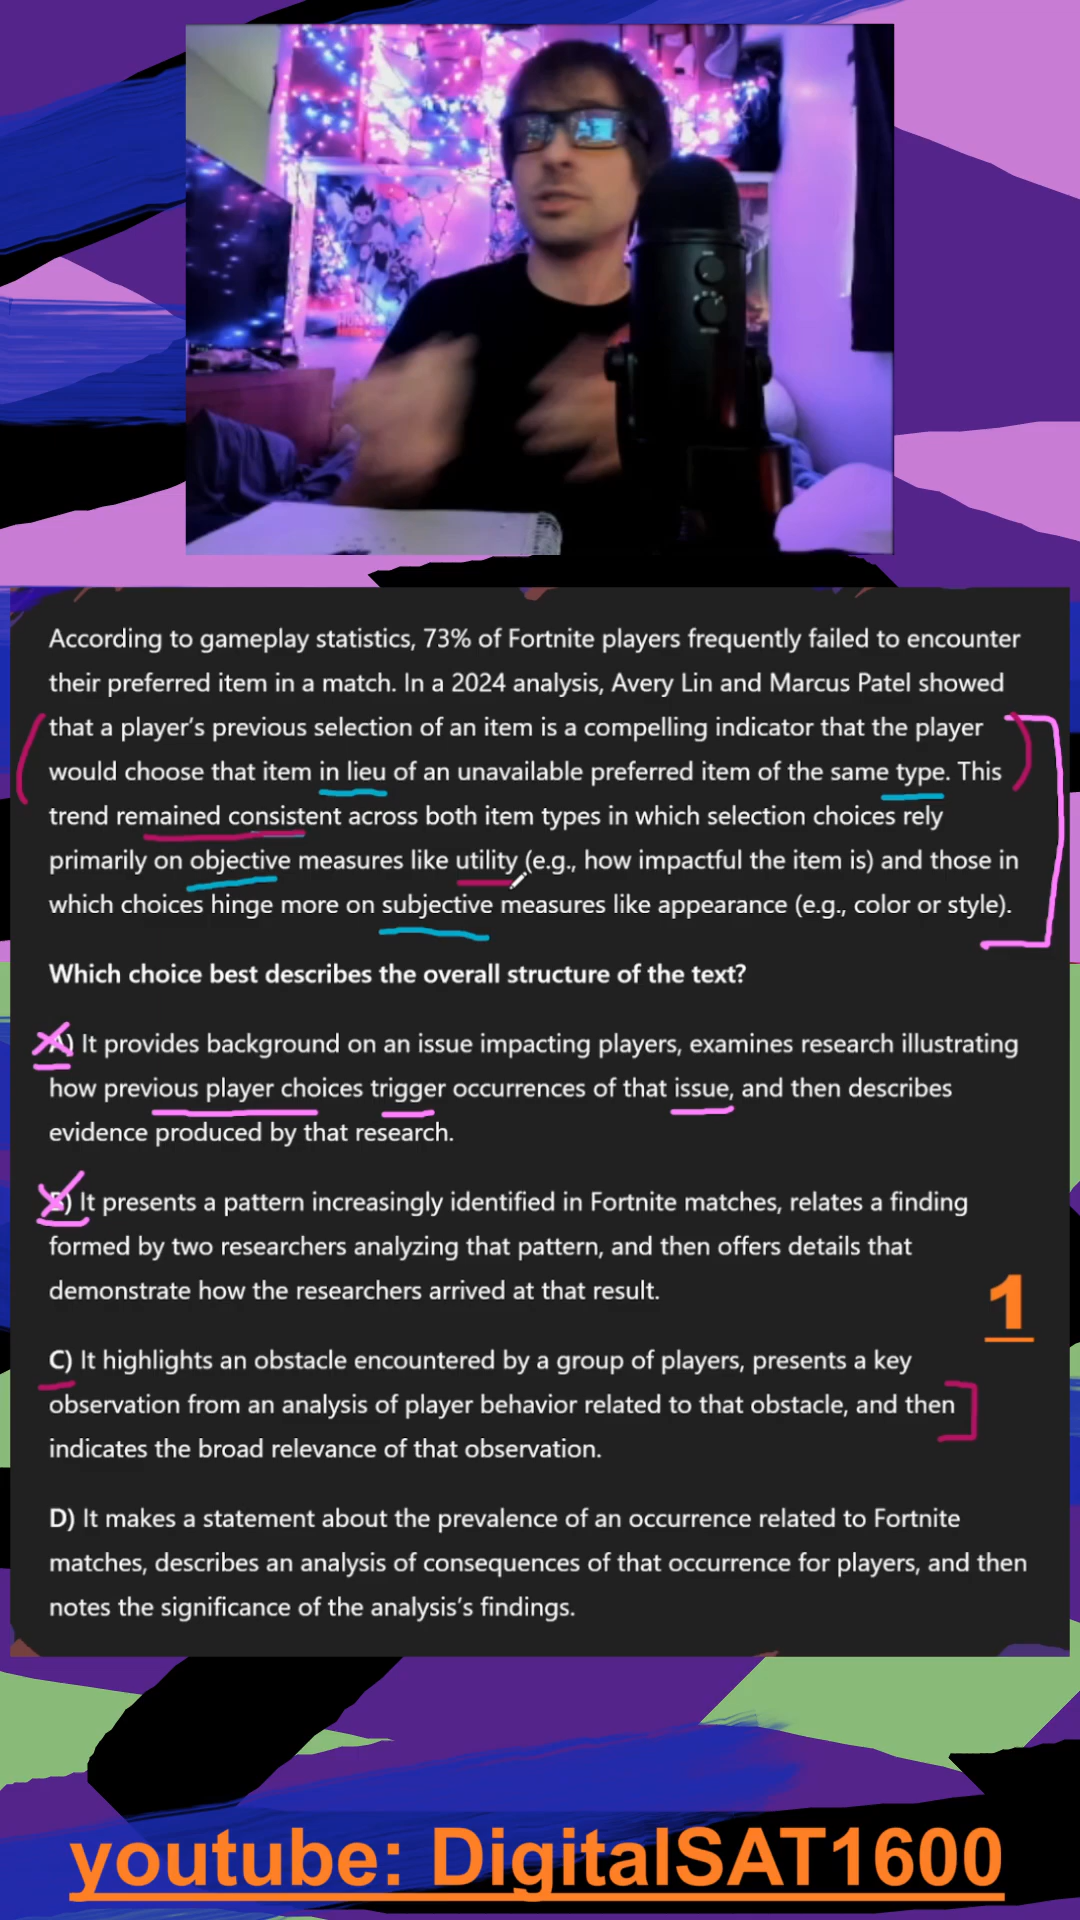 According to gameplay statistics, 73% of Fortnite players frequently failed to encounter
their preferred item in a match. In a 2024 analysis, Avery Lin and Marcus Patel showed
that a player's previous selection of an item is a compelling indicator that the player
would choose that item in lieu of an unavailable preferred item of the same type. This
trend remained consistent across both item types in which selection choices rely
primarily on objective measures like utility (e.g., how impactful the item is) and those in
which choices hinge more on subjective measures like appearance (e.g., color or style).
Which choice best describes the overall structure of the text?
A) It provides background on an issue impacting players, examines research illustrating
how previous player choices trigger occurrences of that issue, and then describes
evidence produced by that research.
B) It presents a pattern increasingly identified in Fortnite matches, relates a finding
formed by two researchers analyzing that pattern, and then offers details that
demonstrate how the researchers arrived at that result.
1
C) It highlights an obstacle encountered by a group of players, presents a key
observation from an analysis of player behavior related to that obstacle, and then
indicates the broad relevance of that observation.
D) It makes a statement about the prevalence of an occurrence related to Fortnite
matches, describes an analysis of consequences of that occurrence for players, and then
notes the significance of the analysis's findings.
youtube: DigitalSAT1600